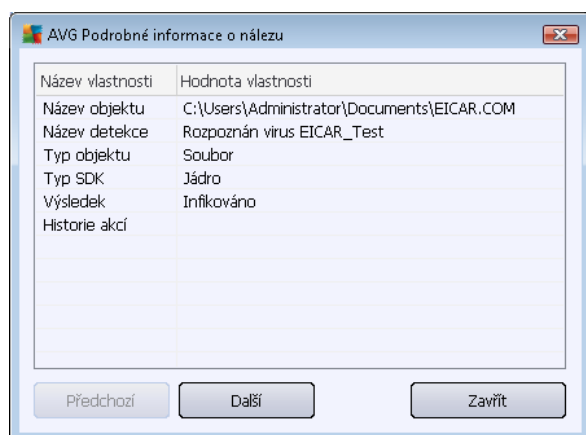 AVG Podrobné informace o nálezu
Název vlastnosti Hodnota vlastnosti
Název objektu C:\Users\Administrator\Documents\EICAR.COM
Název detekce Rozpoznán virus EICAR_Test
Typ objektu Soubor
Typ SDK Jádro
Výsledek Infikováno
Historie akcí
Předchozí Další Zavřít